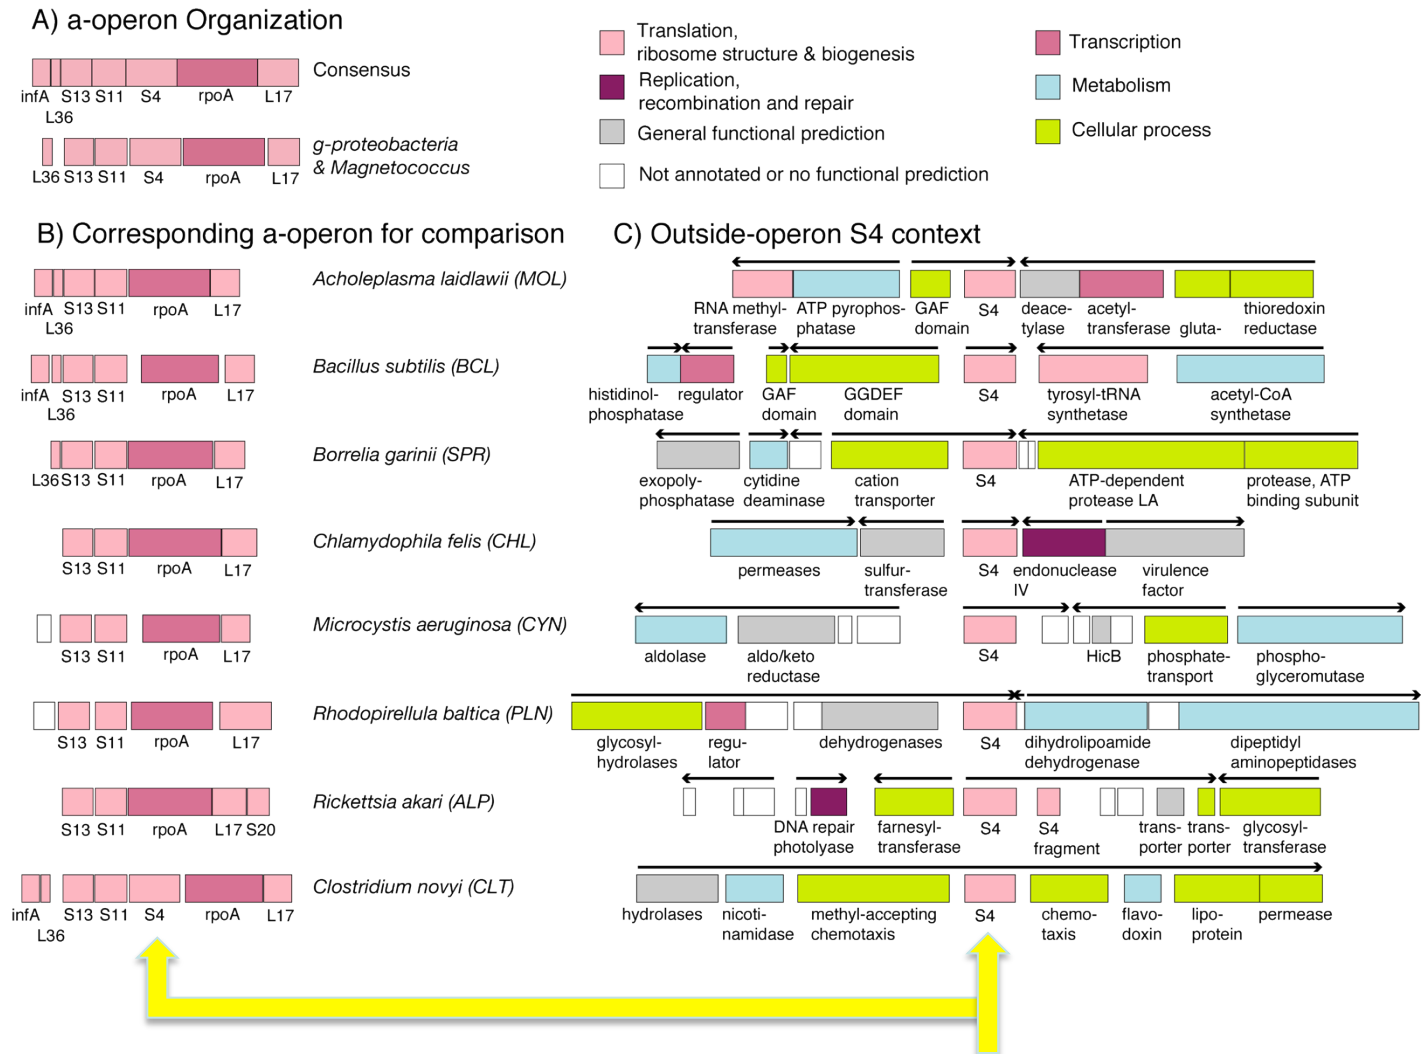 A) a-operon Organization
Consensus
infA S13 S11 S4 rpoA L17
L36
g-proteobacteria
& Magnetococcus
L36 S13 S11 S4 rpoA L17
Translation,
ribosome structure & biogenesis
Replication,
recombination and repair
General functional prediction
Not annotated or no functional prediction
Transcription
Metabolism
Cellular process
B) Corresponding a-operon for comparison
C) Outside-operon S4 context
Acholeplasma laidlawii (MOL)
infA S13 S11 rpoA L17
L36
RNA methyl-
transferase
ATP pyrophos-
phatase
GAF
domain
S4
deace-
tylase
acetyl-
transferase
gluta-
thioredoxin
reductase
Bacillus subtilis (BCL)
infA S13 S11 rpoA L17
L36
histidinol-
phosphatase
regulator
GAF
domain
GGDEF
domain
S4
tyrosyl-tRNA
synthetase
acetyl-CoA
synthetase
Borrelia garinii (SPR)
L36 S13 S11 rpoA L17
exopoly-
phosphatase
cytidine
deaminase
cation
transporter
S4
ATP-dependent
protease LA
protease, ATP
binding subunit
Chlamydophila felis (CHL)
S13 S11 rpoA L17
permeases
sulfur-
transferase
S4
endonuclease
IV
virulence
factor
Microcystis aeruginosa (CYN)
S13 S11 rpoA L17
aldolase
aldo/keto
reductase
S4
HicB
phosphate-
transport
phospho-
glyceromutase
Rhodopirellula baltica (PLN)
S13 S11 rpoA L17
glycosyl-
hydrolases
regu-
lator
dehydrogenases
S4
dihydrolipoamide
dehydrogenase
dipeptidyl
aminopeptidases
Rickettsia akari (ALP)
S13 S11 rpoA L17 S20
DNA repair
photolyase
farnesyl-
transferase
S4
S4
fragment
trans-
porter
trans-
porter
glycosyl-
transferase
Clostridium novyi (CLT)
infA S13 S11 S4 rpoA L17
L36
hydrolases
nicoti-
namidase
methyl-accepting
chemotaxis
S4
chemo-
taxis
flavo-
doxin
lipo-
protein
permease